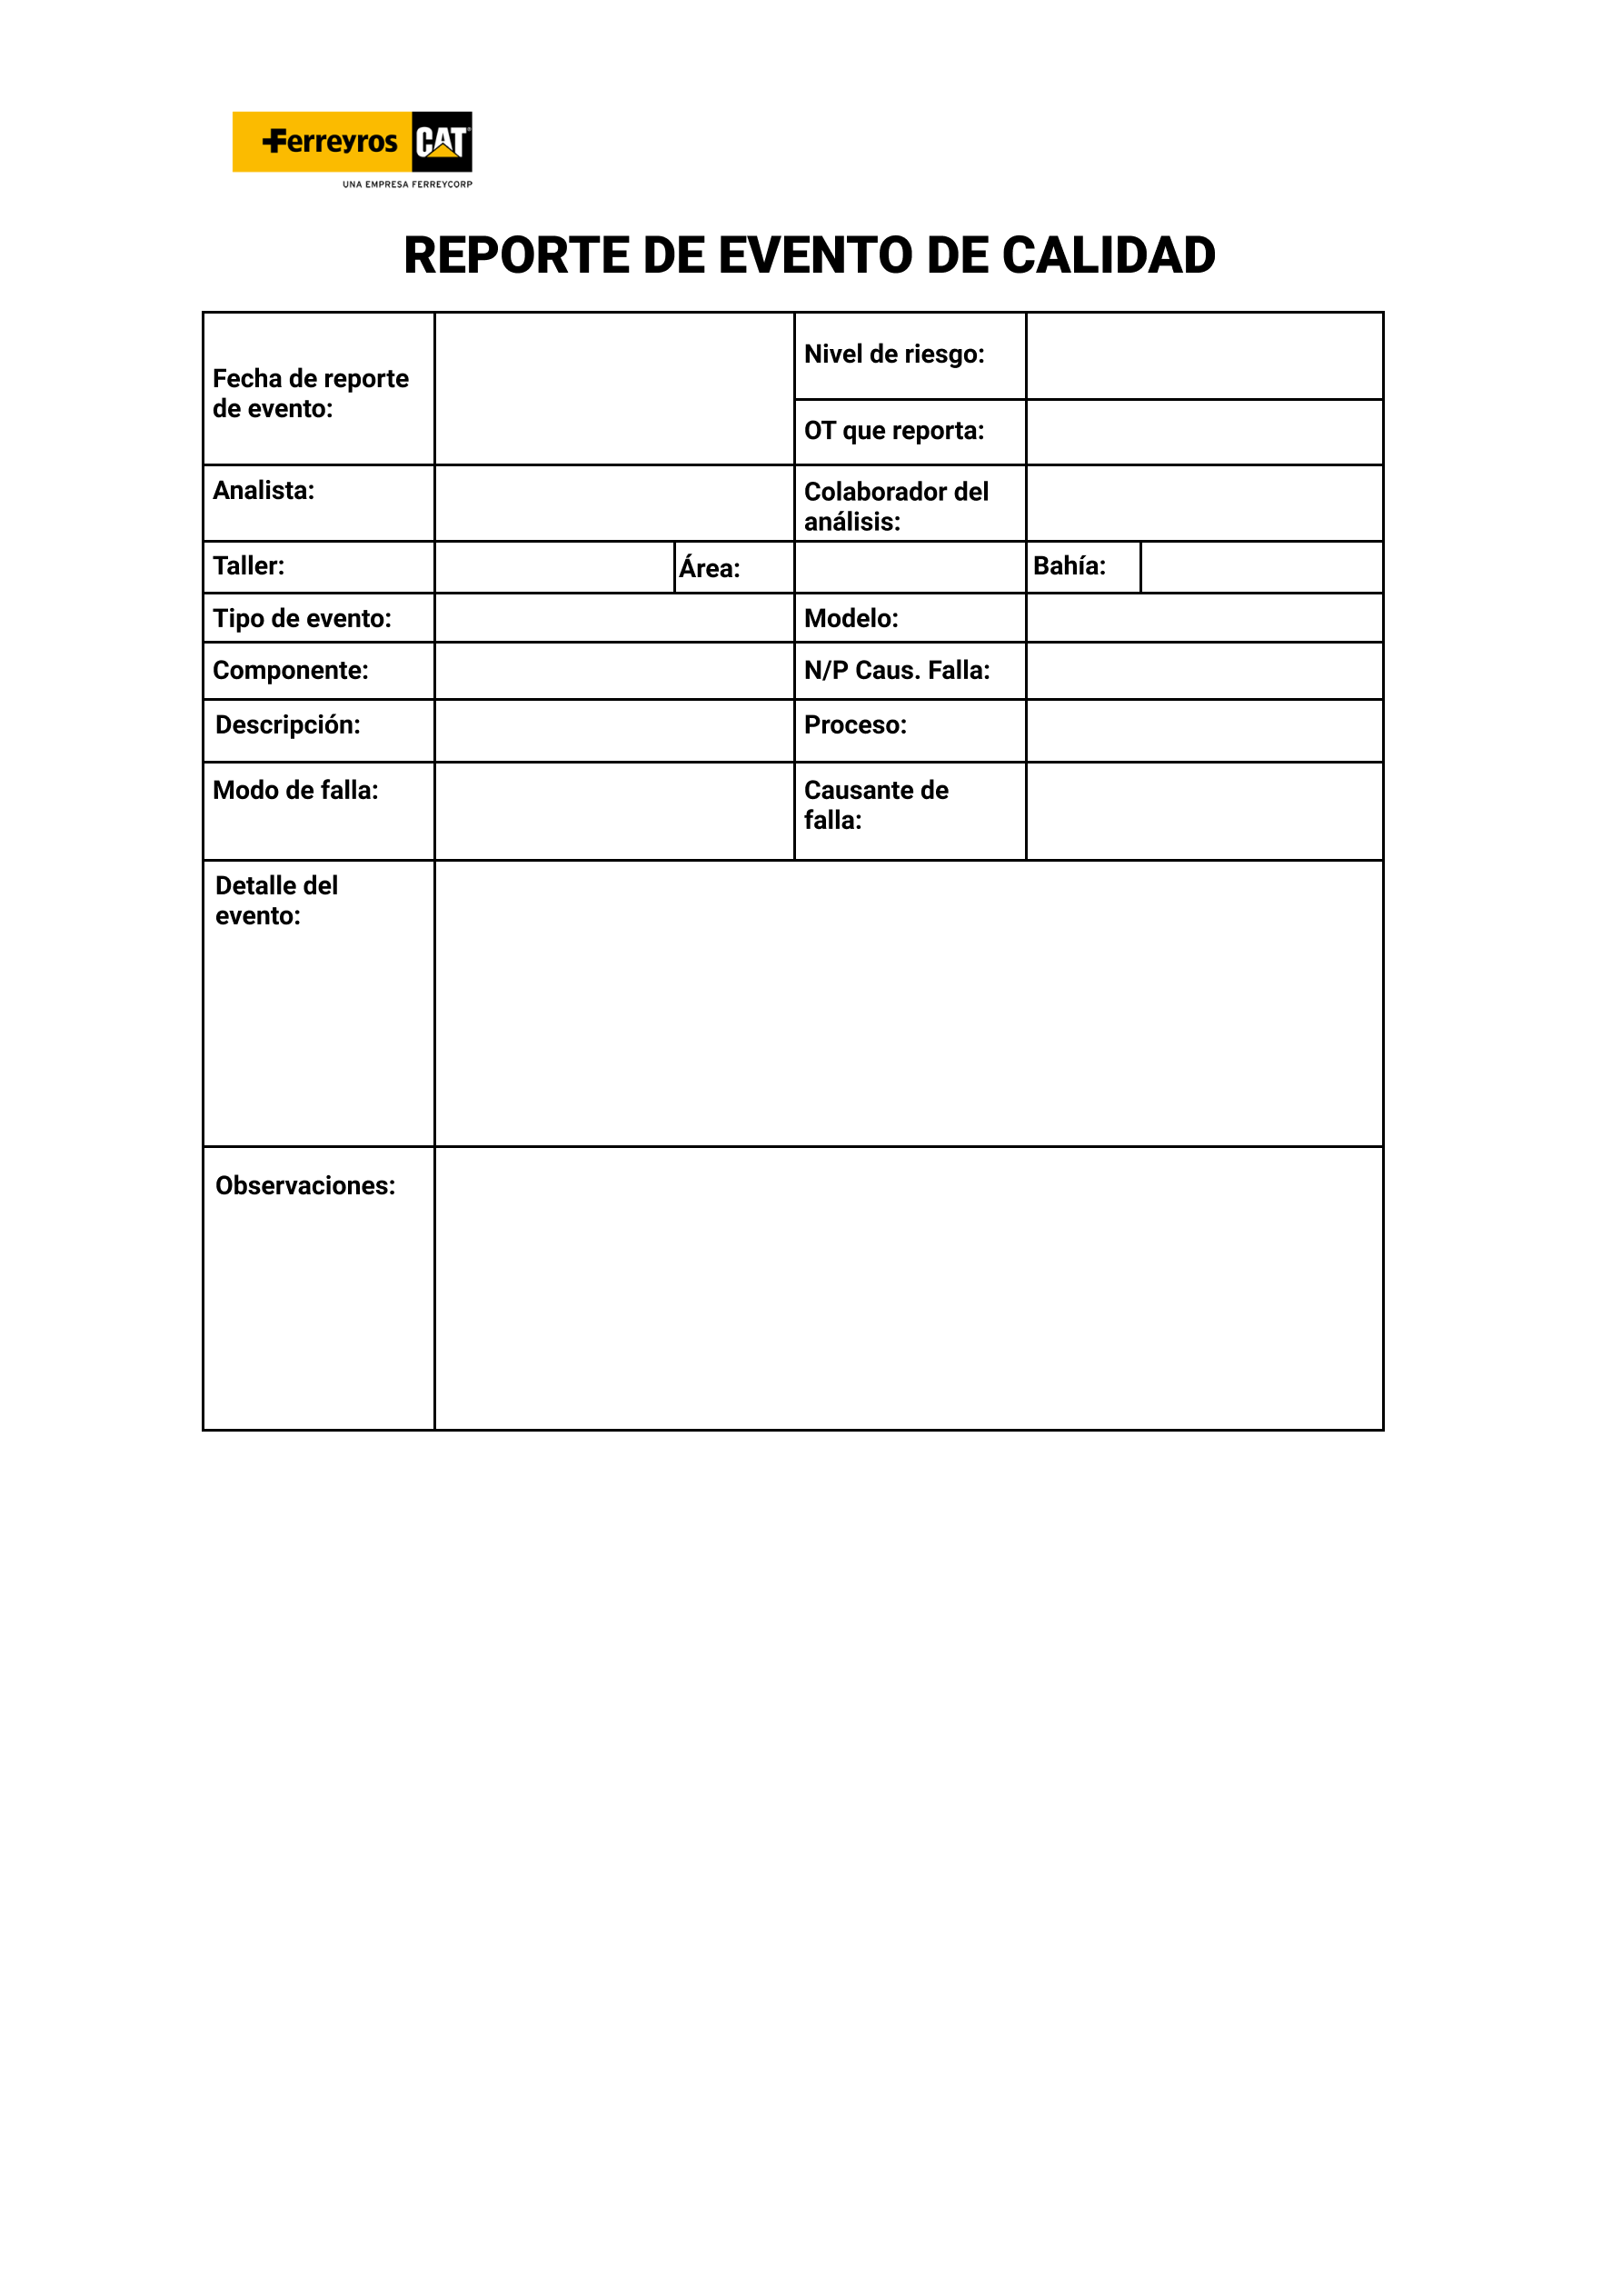 Ferreyros CAT
UNA EMPRESA FERREYCORP
REPORTE DE EVENTO DE CALIDAD
Fecha de reporte
de evento:
Nivel de riesgo:
OT que reporta:
Analista:
Colaborador del
análisis:
Taller:
Área:
Bahía:
Tipo de evento:
Modelo:
Componente:
N/P Caus. Falla:
Descripción:
Proceso:
Modo de falla:
Causante de
falla:
Detalle del
evento:
Observaciones: